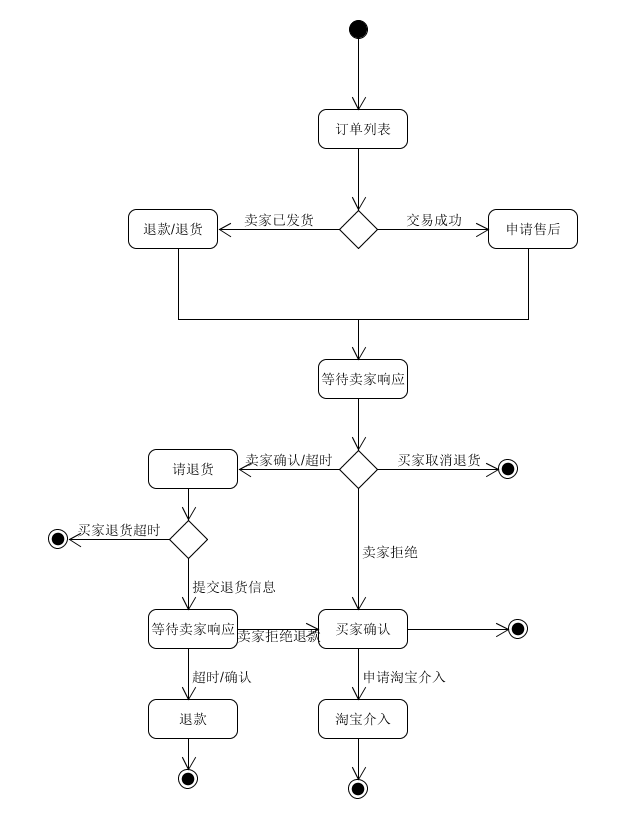 订单列表
卖家已发货
交易成功
退款/退货
申请售后
等待卖家响应
卖家确认/超时
买家取消退货
请退货
买家退货超时
卖家拒绝
提交退货信息
等待卖家响应
卖家拒绝退款
买家确认
超时/确认
申请淘宝介入
退款
淘宝介入